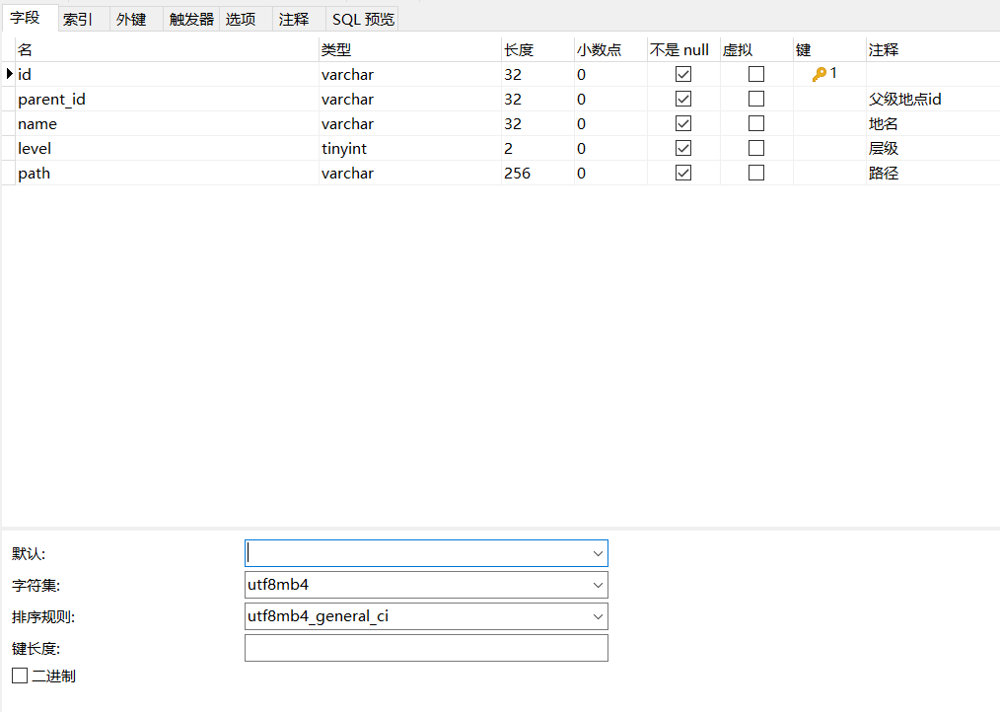 字段 索引 外键 触发器 选项 注释 SQL 预览
名 类型 长度 小数点 不是 null 虚拟 键 注释
id varchar 32 0 1
parent_id varchar 32 0 父级地点id
name varchar 32 0 地名
level tinyint 2 0 层级
path varchar 256 0 路径
默认:
字符集: utf8mb4
排序规则: utf8mb4_general_ci
键长度:
二进制